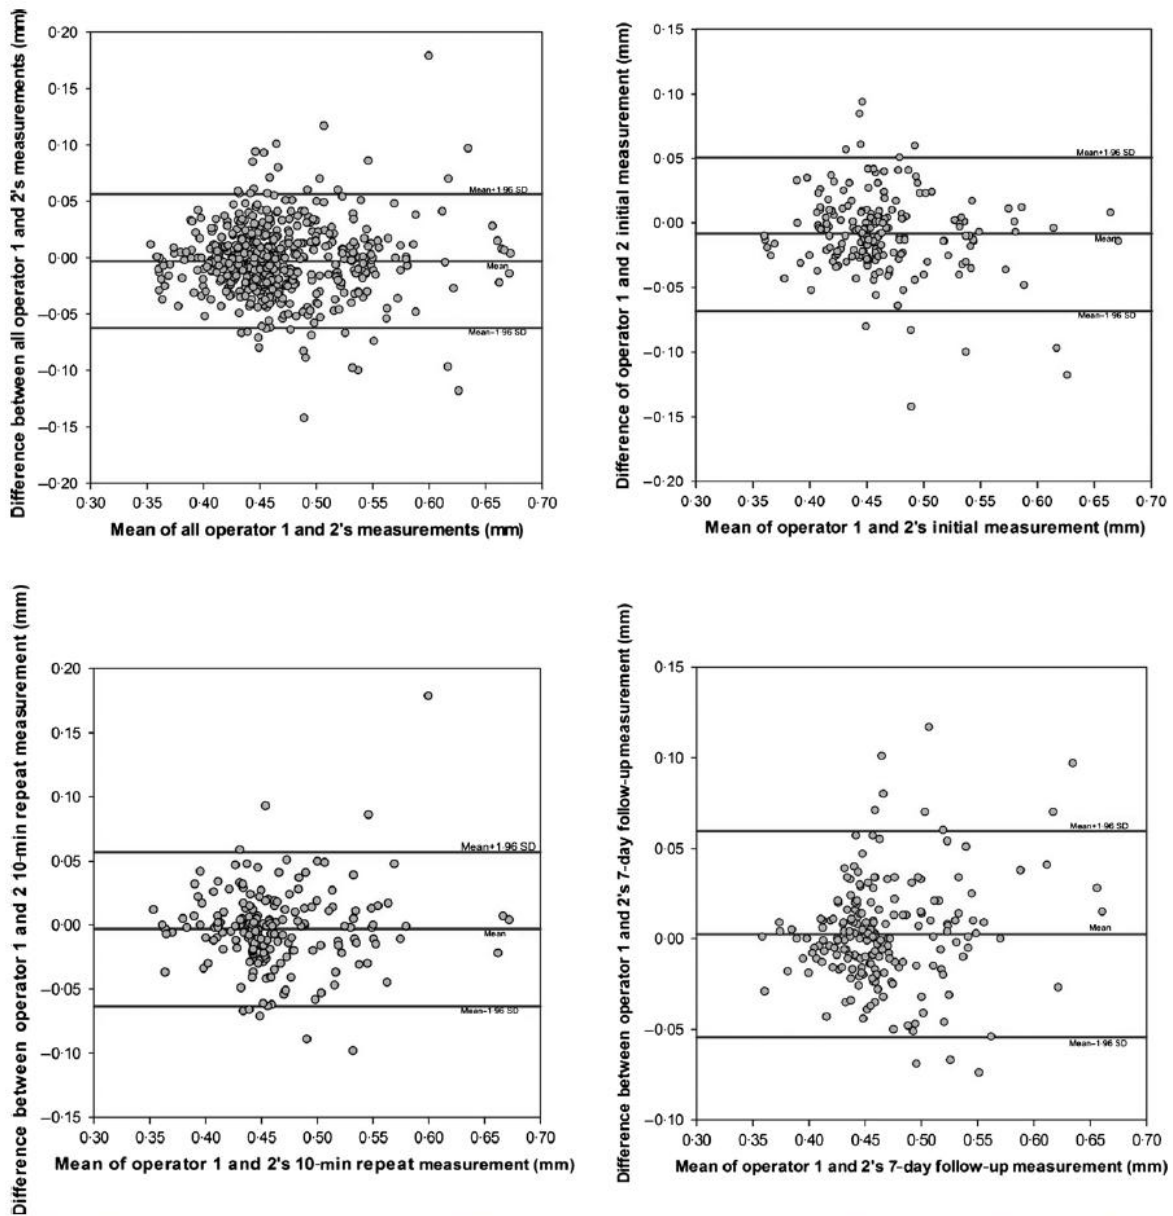 Difference between all operator 1 and 2's measurements (mm)
0·20
0·15
0·10
0·05
0·00
−0·05
−0·10
−0·15
−0·20
Mean+1·96 SD
Mean
Mean−1·96 SD
0·30 0·35 0·40 0·45 0·50 0·55 0·60 0·65 0·70
Mean of all operator 1 and 2's measurements (mm)
Difference of operator 1 and 2 initial measurement (mm)
0·15
0·10
0·05
0·00
−0·05
−0·10
−0·15
−0·20
Mean+1·96 SD
Mean
Mean−1·96 SD
0·30 0·35 0·40 0·45 0·50 0·55 0·60 0·65 0·70
Mean of operator 1 and 2's initial measurement (mm)
Difference between operator 1 and 2 10-min repeat measurement (mm)
0·20
0·15
0·10
0·05
0·00
−0·05
−0·10
−0·15
Mean+1·96 SD
Mean
Mean−1·96 SD
0·30 0·35 0·40 0·45 0·50 0·55 0·60 0·65 0·70
Mean of operator 1 and 2's 10-min repeat measurement (mm)
Difference between operator 1 and 2's 7-day follow-up measurement (mm)
0·15
0·10
0·05
0·00
−0·05
−0·10
Mean+1·96 SD
Mean
Mean−1·96 SD
0·30 0·35 0·40 0·45 0·50 0·55 0·60 0·65 0·70
Mean of operator 1 and 2's 7-day follow-up measurement (mm)